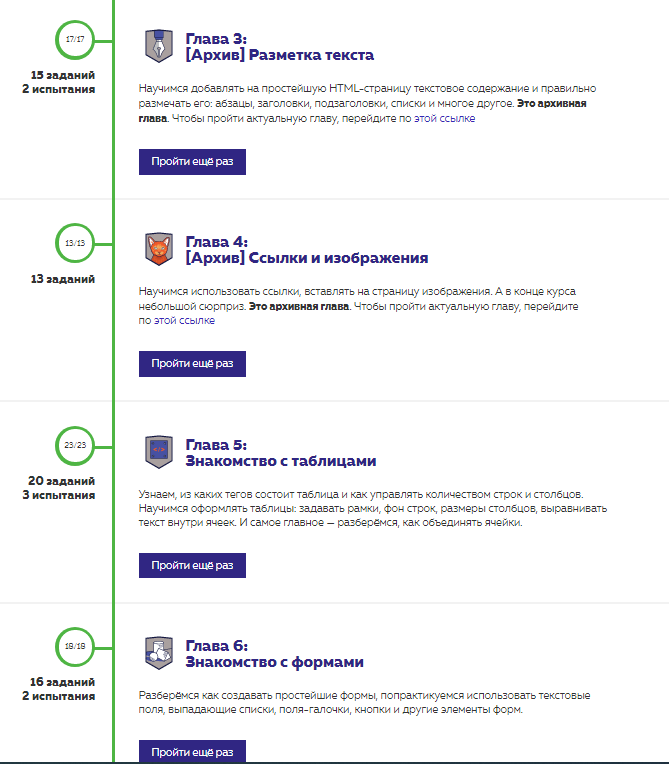 17/17
15 заданий
2 испытания
Глава 3:
[Архив] Разметка текста
Научимся добавлять на простейшую HTML-страницу текстовое содержание и правильно
размечать его: абзацы, заголовки, подзаголовки, списки и многое другое. Это архивная
глава. Чтобы пройти актуальную главу, перейдите по этой ссылке
Пройти ещё раз
13/13
13 заданий
Глава 4:
[Архив] Ссылки и изображения
Научимся использовать ссылки, вставлять на страницу изображения. А в конце курса
небольшой сюрприз. Это архивная глава. Чтобы пройти актуальную главу, перейдите
по этой ссылке
Пройти ещё раз
23/23
20 заданий
3 испытания
Глава 5:
Знакомство с таблицами
Узнаем, из каких тегов состоит таблица и как управлять количеством строк и столбцов.
Научимся оформлять таблицы: задавать рамки, фон строк, размеры столбцов, выравнивать
текст внутри ячеек. И самое главное — разберёмся, как объединять ячейки.
Пройти ещё раз
18/18
16 заданий
2 испытания
Глава 6:
Знакомство с формами
Разберёмся как создавать простейшие формы, попрактикуемся использовать текстовые
поля, выпадающие списки, поля-галочки, кнопки и другие элементы форм.
Пройти ещё раз